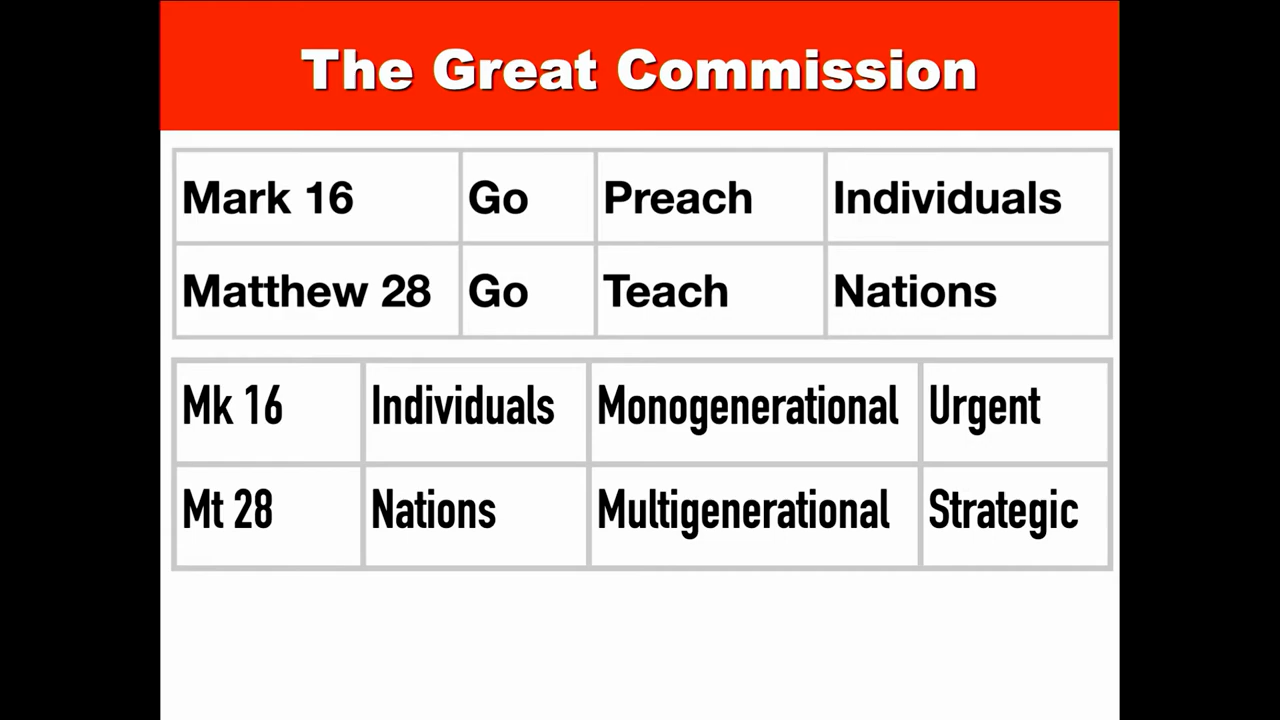 The Great Commission
Mark 16 Go Preach Individuals
Matthew 28 Go Teach Nations
Mk 16 Individuals Monogenerational Urgent
Mt 28 Nations Multigenerational Strategic